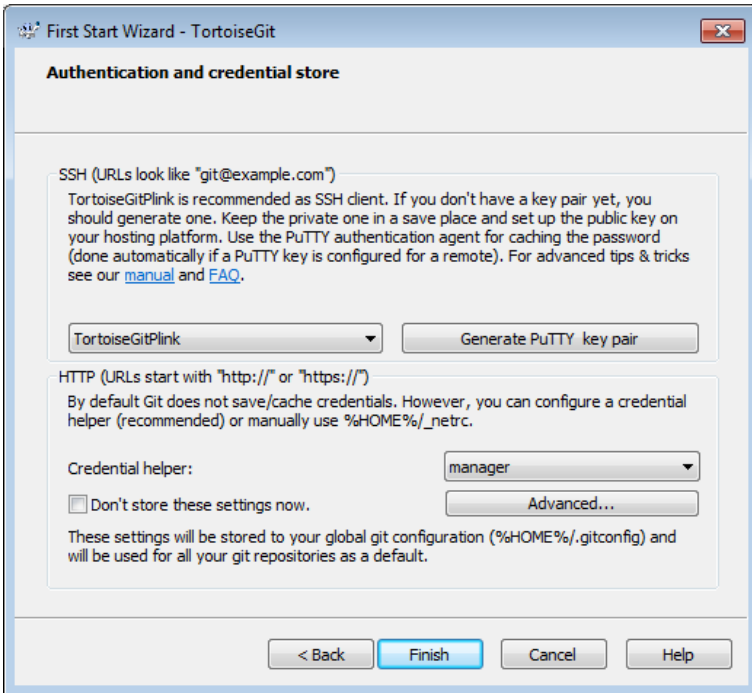 First Start Wizard - TortoiseGit
Authentication and credential store
SSH (URLs look like "git@example.com")
TortoiseGitPlink is recommended as SSH client. If you don't have a key pair yet, you
should generate one. Keep the private one in a save place and set up the public key on
your hosting platform. Use the PuTTY authentication agent for caching the password
(done automatically if a PuTTY key is configured for a remote). For advanced tips & tricks
see our manual and FAQ.
TortoiseGitPlink
Generate PuTTY key pair
HTTP (URLs start with "http://" or "https://")
By default Git does not save/cache credentials. However, you can configure a credential
helper (recommended) or manually use %HOME%/_netrc.
Credential helper:
manager
Don't store these settings now.
Advanced...
These settings will be stored to your global git configuration (%HOME%/.gitconfig) and
will be used for all your git repositories as a default.
< Back
Finish
Cancel
Help